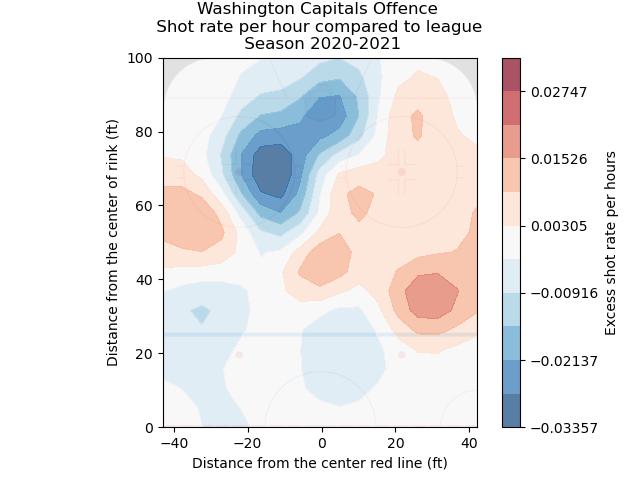 Washington Capitals Offence
Shot rate per hour compared to league
Season 2020-2021
100
80
60
40
20
0
−40
−20
0
20
40
Distance from the center of rink (ft)
Distance from the center red line (ft)
0.02747
0.01526
0.00305
−0.00916
−0.02137
−0.03357
Excess shot rate per hours